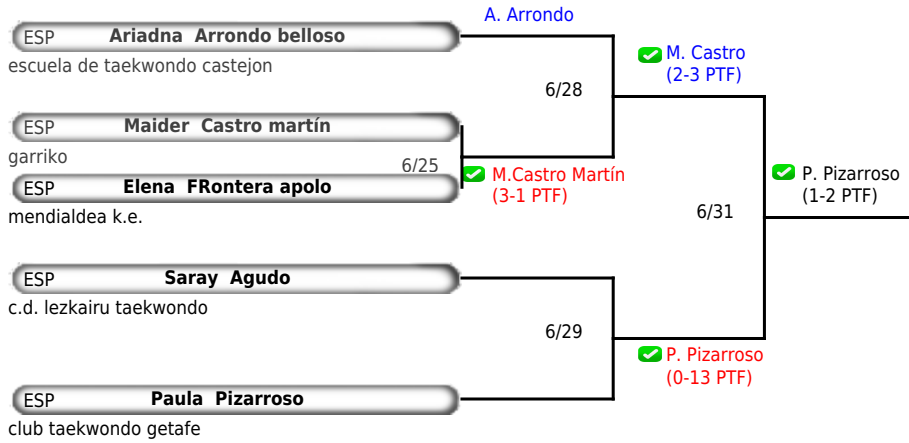 A. Arrondo
ESP Ariadna Arrondo belloso
escuela de taekwondo castejon
M. Castro
(2-3 PTF)
6/28
ESP Maider Castro martín
garriko
6/25
M.Castro Martín
(3-1 PTF)
ESP Elena FRontera apolo
mendialdea k.e.
P. Pizarroso
(1-2 PTF)
6/31
ESP Saray Agudo
c.d. lezkairu taekwondo
6/29
P. Pizarroso
(0-13 PTF)
ESP Paula Pizarroso
club taekwondo getafe